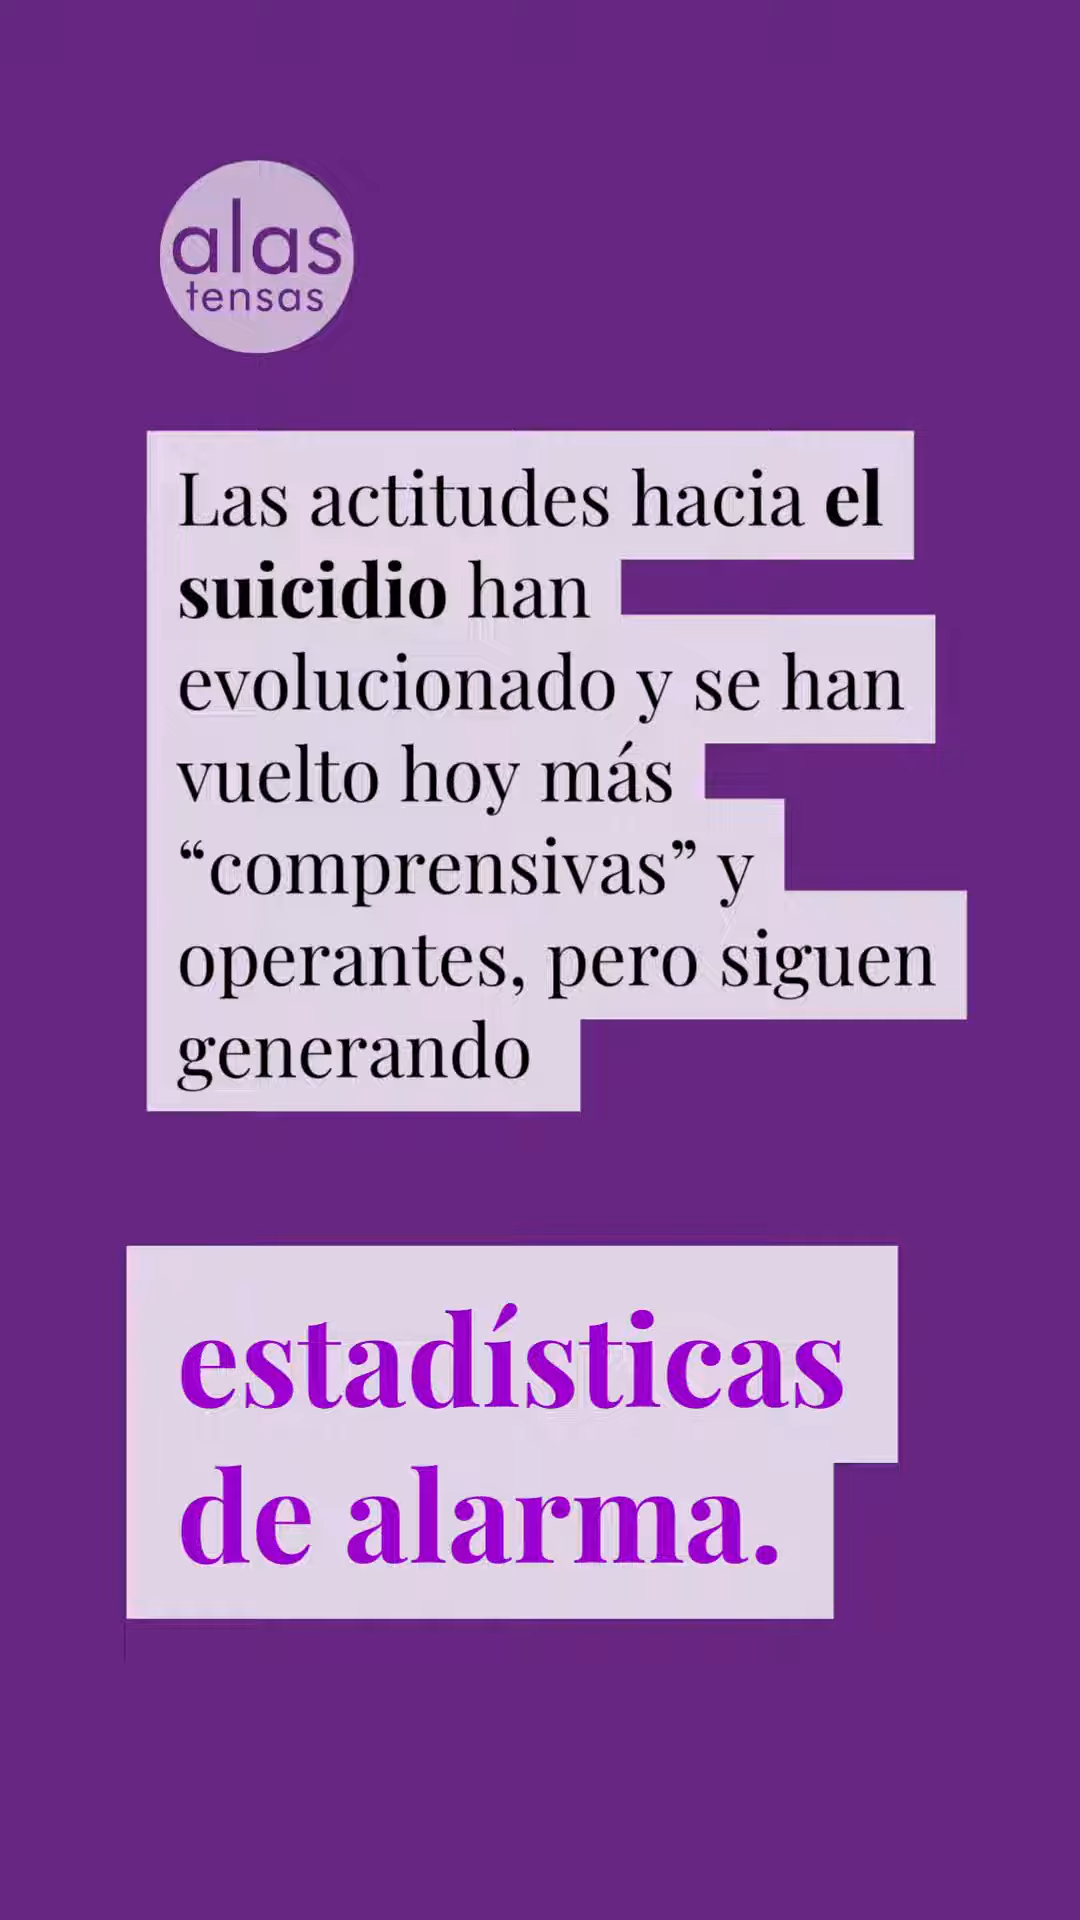 alas
tensas
Las actitudes hacia el
suicidio han
evolucionado y se han
vuelto hoy más
“comprensivas” y
operantes, pero siguen
generando
estadísticas
de alarma.